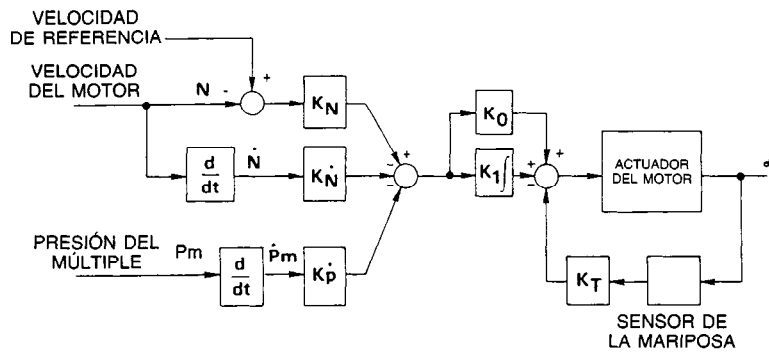 VELOCIDAD
DE REFERENCIA
VELOCIDAD
DEL MOTOR
N
-
+
K_N
d/dt
Ṅ
K_Ṅ
PRESIÓN DEL
MÚLTIPLE
Pm
d/dt
Ṗm
K_ṗ
+
-
-
K_0
K_1∫
+
+
-
ACTUADOR
DEL MOTOR
K_T
SENSOR DE
LA MARIPOSA